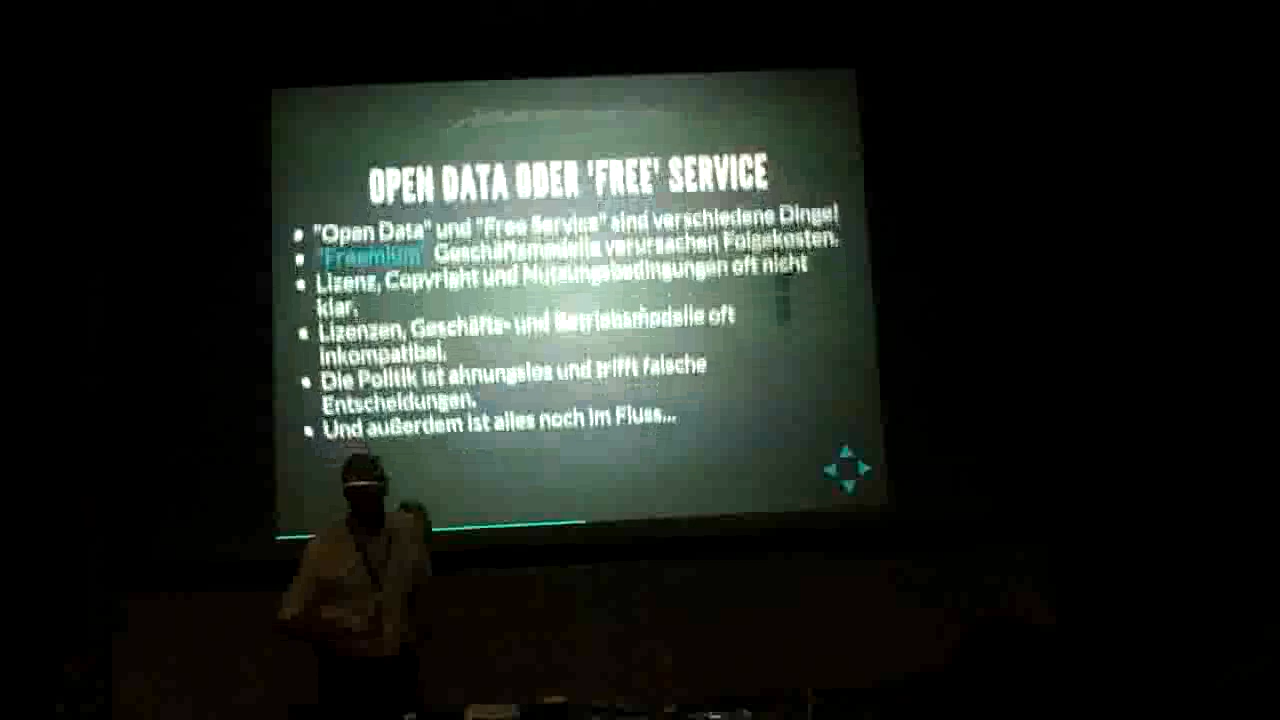 OPEN DATA ODER 'FREE' SERVICE
"Open Data" und "Free Service" sind verschiedene Dinge!
"Freemium" Geschäftsmodelle verursachen Folgekosten.
Lizenz, Copyright und Nutzungsbedingungen oft nicht
klar.
Lizenzen, Geschäfts- und Betriebsmodelle oft
inkompatibel.
Die Politik ist ahnungslos und trifft falsche
Entscheidungen.
Und außerdem ist alles noch im Fluss...